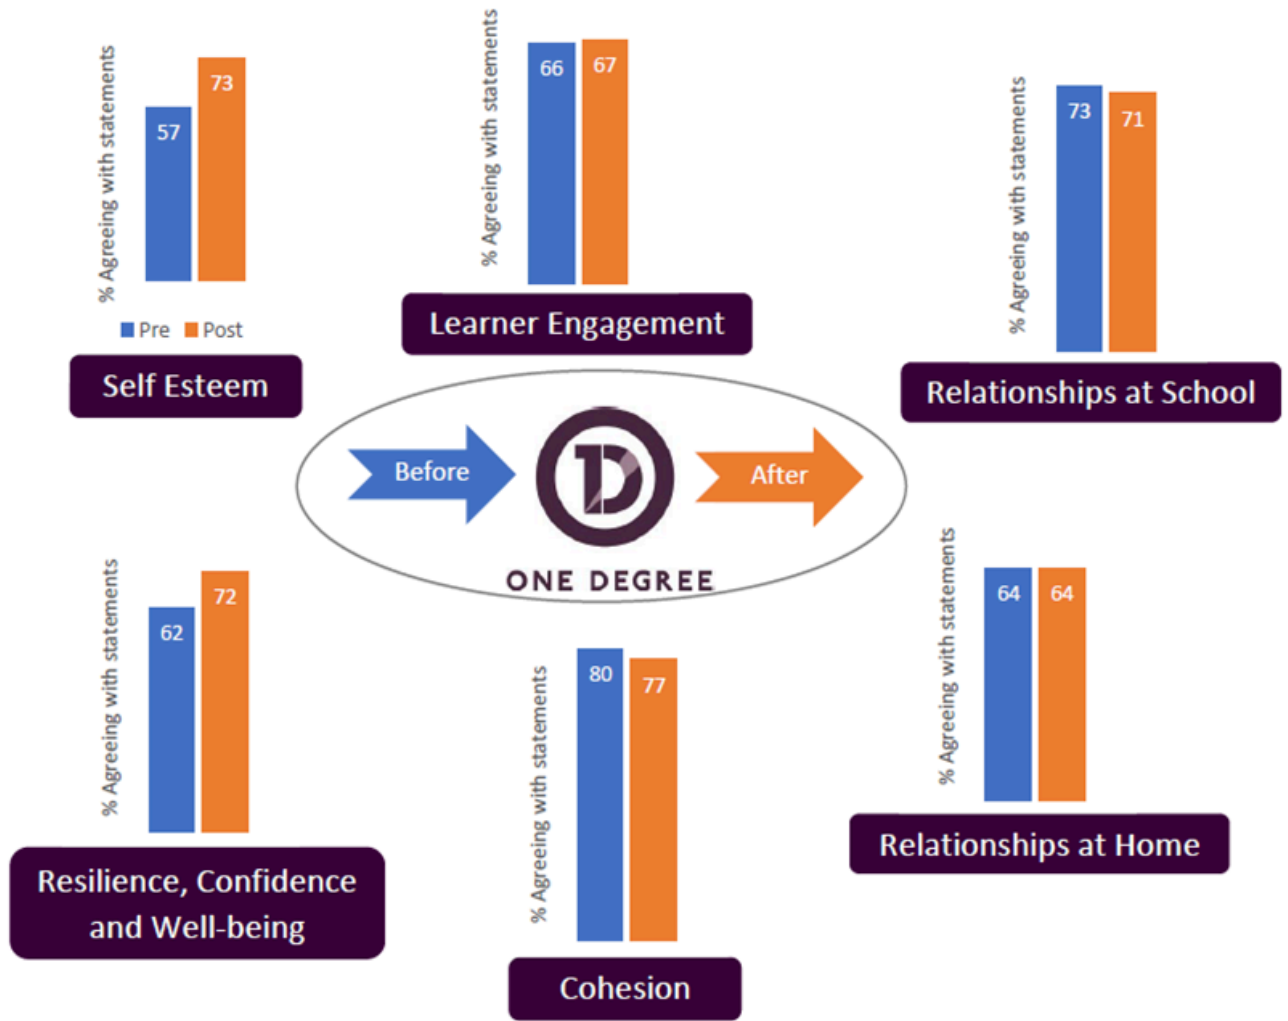 % Agreeing with statements
57
73
Pre Post
Self Esteem
% Agreeing with statements
66
67
Learner Engagement
% Agreeing with statements
73
71
Relationships at School
Before
1D
ONE DEGREE
After
% Agreeing with statements
62
72
Resilience, Confidence
and Well-being
% Agreeing with statements
80
77
Cohesion
% Agreeing with statements
64
64
Relationships at Home